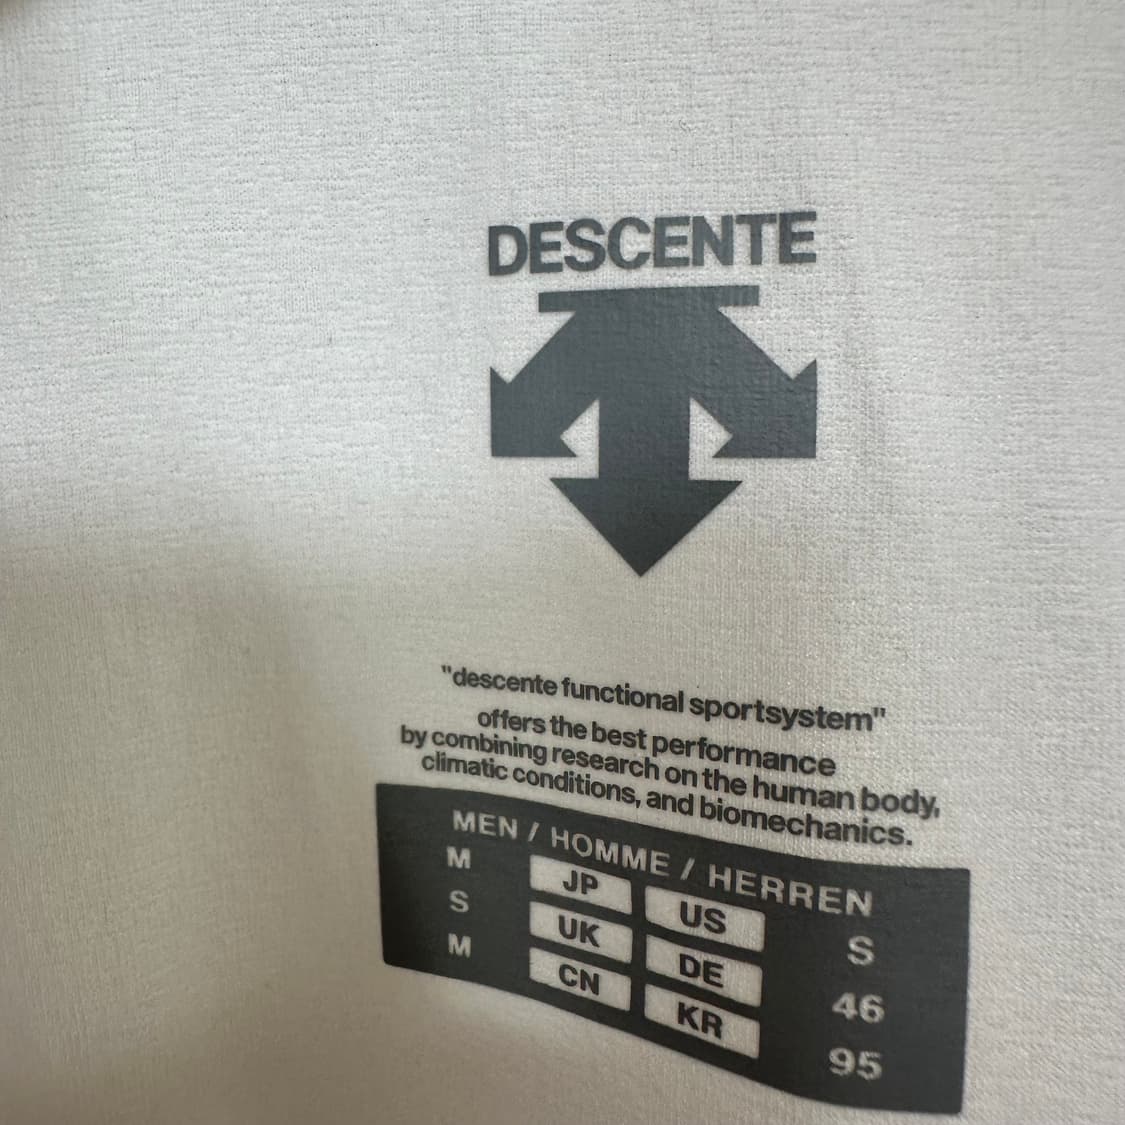 DESCENTE
"descente functional sportsystem"
offers the best performance
by combining research on the human body,
climatic conditions, and biomechanics.
MEN / HOMME / HERREN
M JP US S
S UK DE 46
M CN KR 95